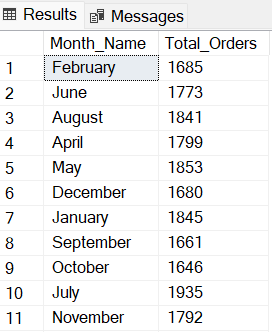 Results Messages
Month_Name Total_Orders
1 February 1685
2 June 1773
3 August 1841
4 April 1799
5 May 1853
6 December 1680
7 January 1845
8 September 1661
9 October 1646
10 July 1935
11 November 1792